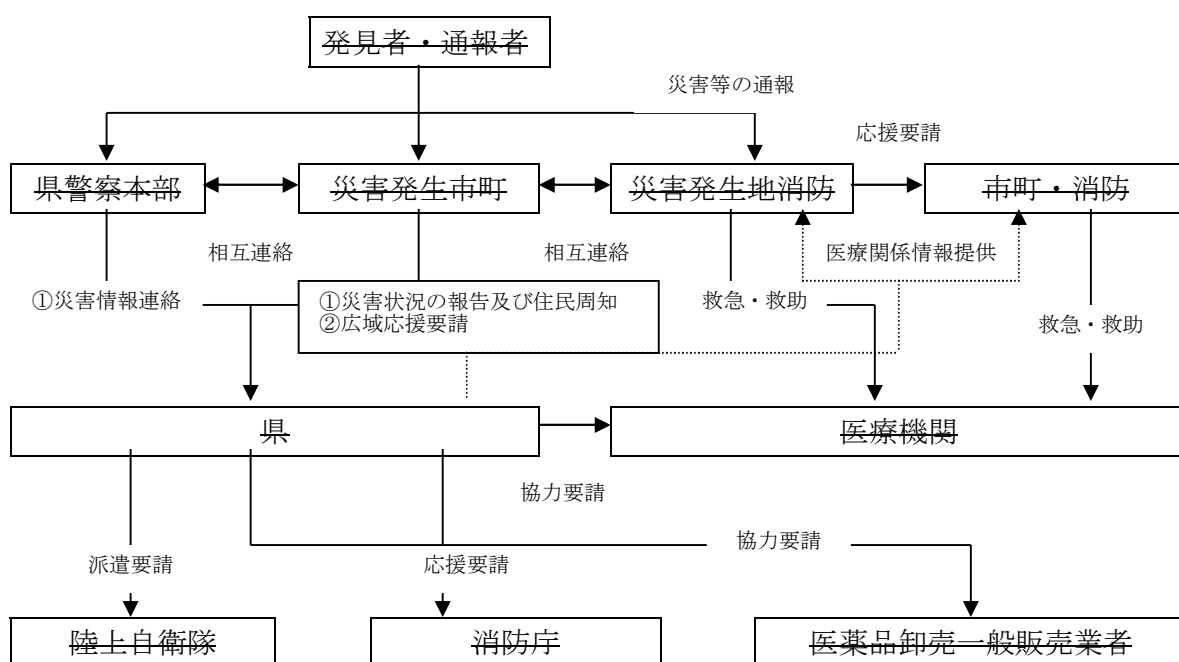 発見者・通報者
災害等の通報
応援要請
県警察本部
災害発生市町
災害発生地消防
市町・消防
相互連絡
相互連絡
医療関係情報提供
①災害情報連絡
①災害状況の報告及び住民周知
②広域応援要請
救急・救助
救急・救助
県
医療機関
協力要請
協力要請
派遣要請
応援要請
陸上自衛隊
消防庁
医薬品卸売一般販売業者